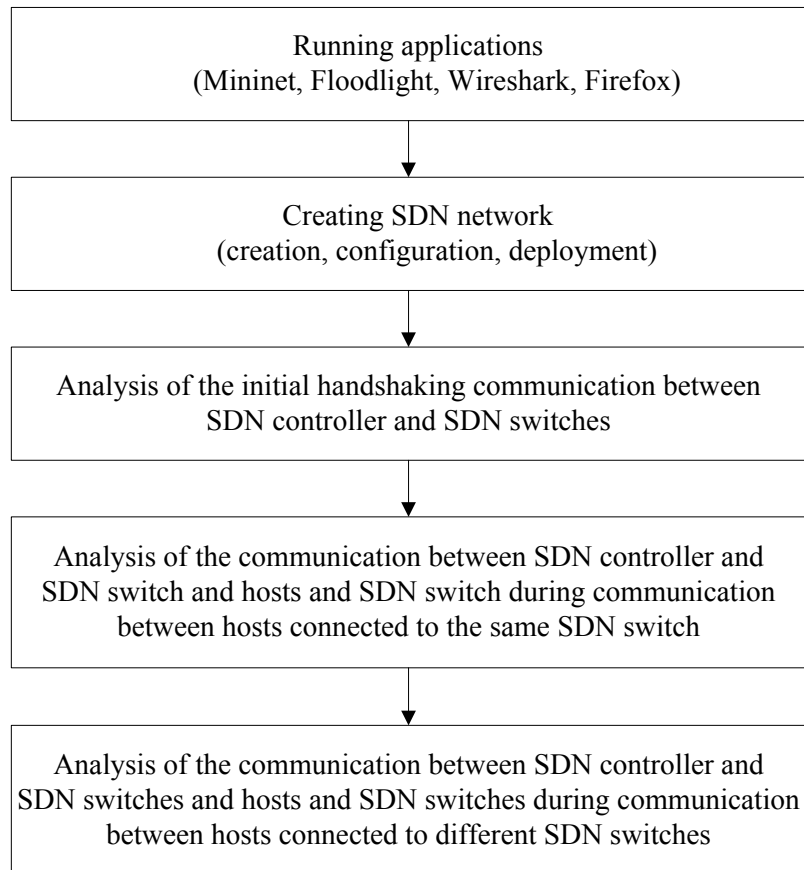 Running applications
(Mininet, Floodlight, Wireshark, Firefox)
Creating SDN network
(creation, configuration, deployment)
Analysis of the initial handshaking communication between
SDN controller and SDN switches
Analysis of the communication between SDN controller and
SDN switch and hosts and SDN switch during communication
between hosts connected to the same SDN switch
Analysis of the communication between SDN controller and
SDN switches and hosts and SDN switches during communication
between hosts connected to different SDN switches